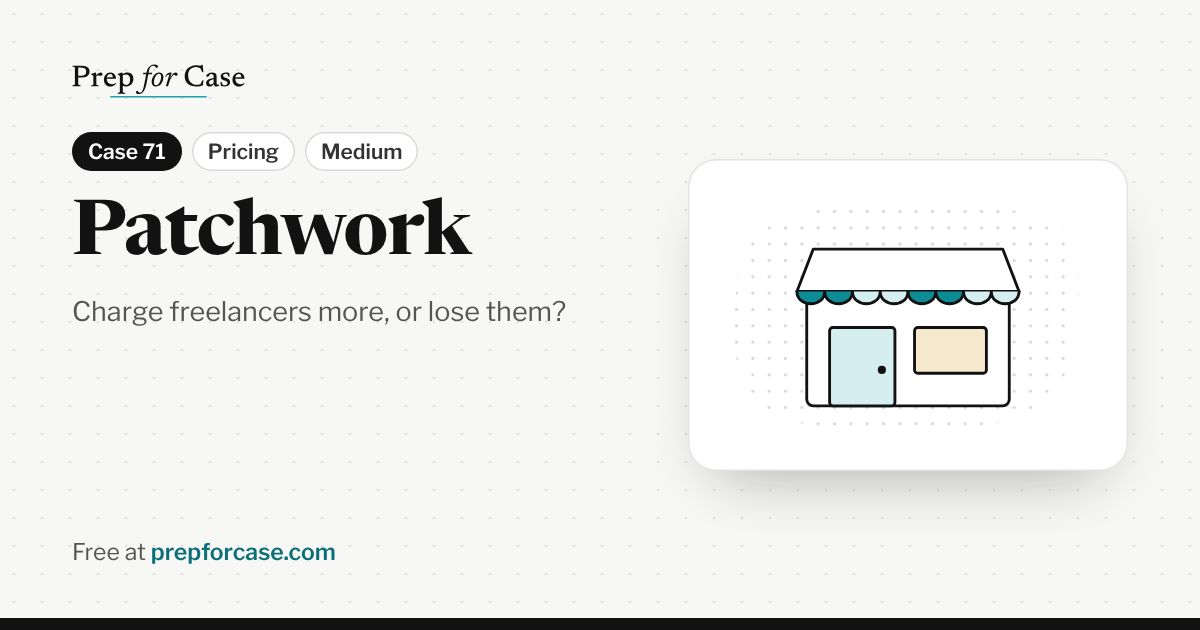 Prep for Case
Case 71 Pricing Medium
Patchwork
Charge freelancers more, or lose them?
Free at prepforcase.com